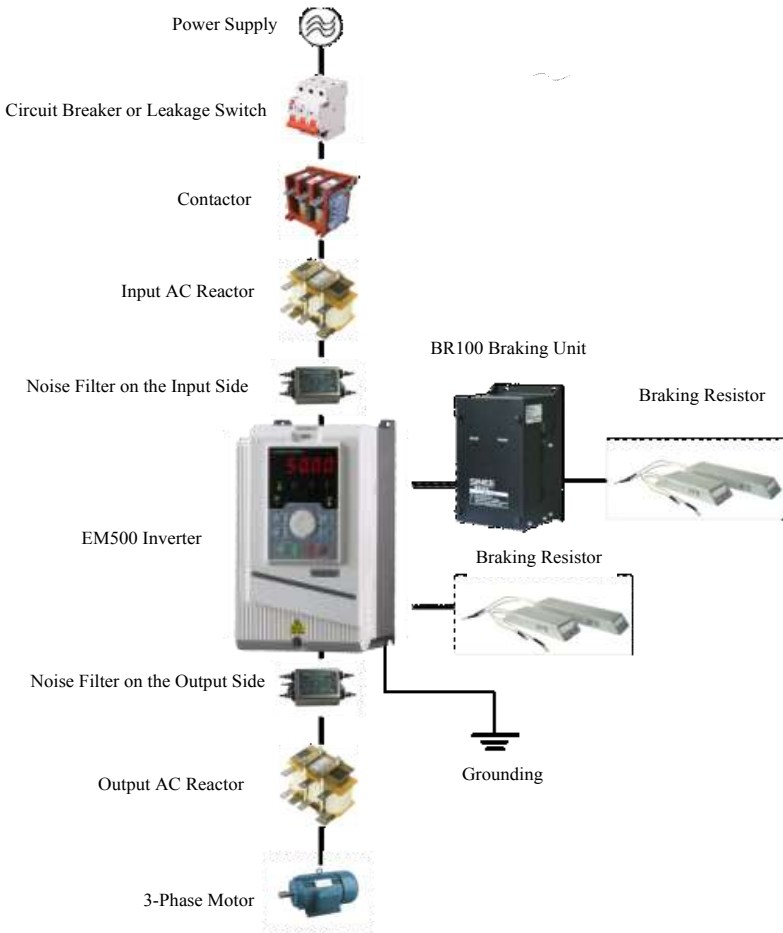 Power Supply
Circuit Breaker or Leakage Switch
Contactor
Input AC Reactor
BR100 Braking Unit
Noise Filter on the Input Side
Braking Resistor
5000
EM500 Inverter
Braking Resistor
Noise Filter on the Output Side
Output AC Reactor
Grounding
3-Phase Motor